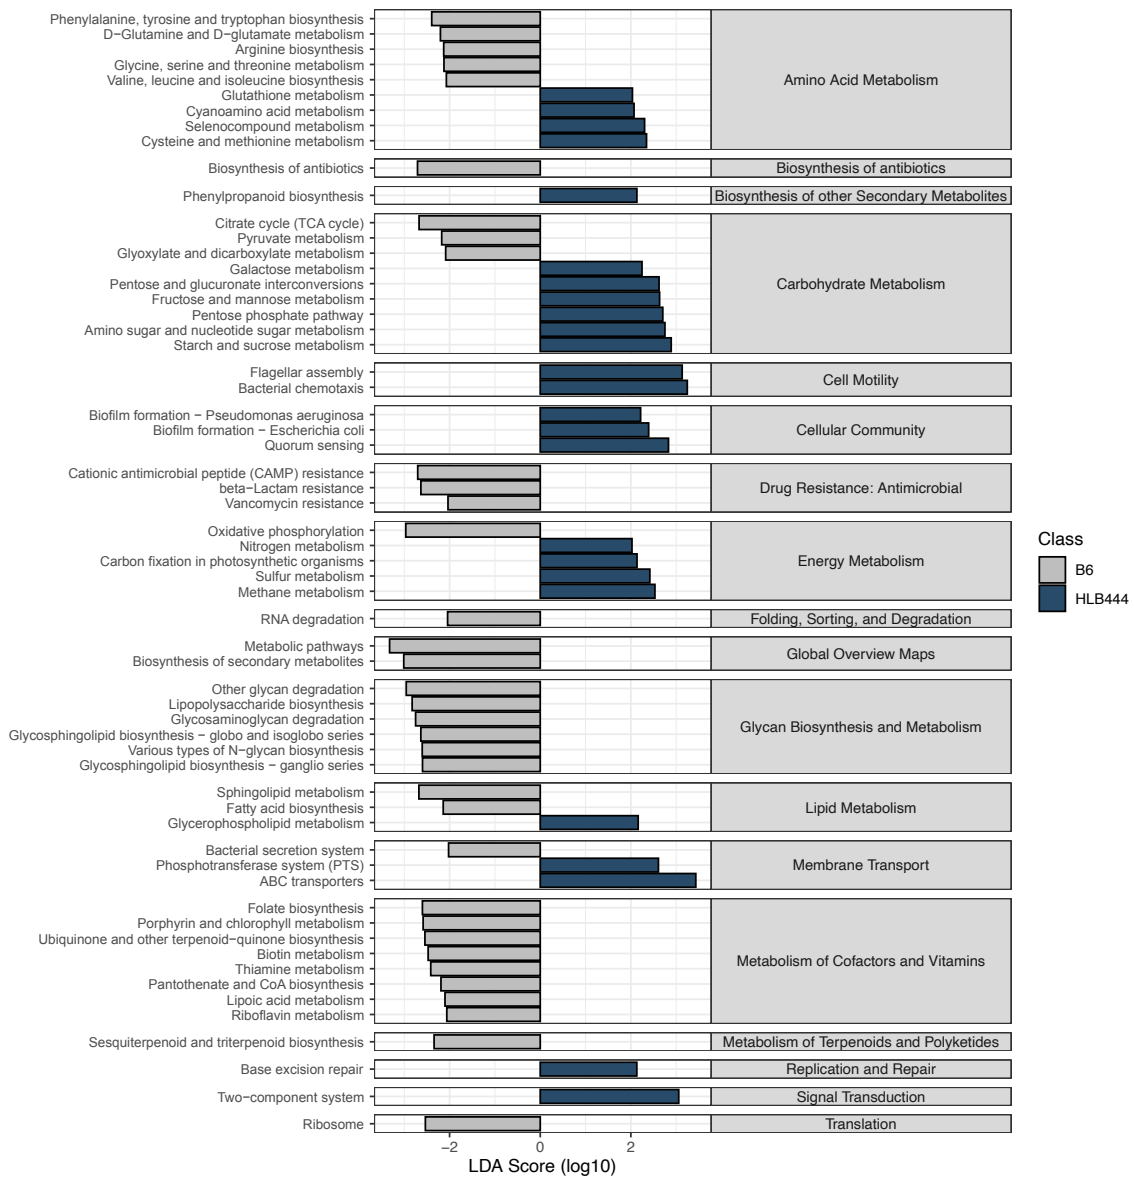 Phenylalanine, tyrosine and tryptophan biosynthesis
D−Glutamine and D−glutamate metabolism
Arginine biosynthesis
Glycine, serine and threonine metabolism
Valine, leucine and isoleucine biosynthesis
Glutathione metabolism
Cyanoamino acid metabolism
Selenocompound metabolism
Cysteine and methionine metabolism
Amino Acid Metabolism
Biosynthesis of antibiotics
Biosynthesis of antibiotics
Phenylpropanoid biosynthesis
Biosynthesis of other Secondary Metabolites
Citrate cycle (TCA cycle)
Pyruvate metabolism
Glyoxylate and dicarboxylate metabolism
Galactose metabolism
Pentose and glucuronate interconversions
Fructose and mannose metabolism
Pentose phosphate pathway
Amino sugar and nucleotide sugar metabolism
Starch and sucrose metabolism
Carbohydrate Metabolism
Flagellar assembly
Bacterial chemotaxis
Cell Motility
Biofilm formation − Pseudomonas aeruginosa
Biofilm formation − Escherichia coli
Quorum sensing
Cellular Community
Cationic antimicrobial peptide (CAMP) resistance
beta−Lactam resistance
Vancomycin resistance
Drug Resistance: Antimicrobial
Oxidative phosphorylation
Nitrogen metabolism
Carbon fixation in photosynthetic organisms
Sulfur metabolism
Methane metabolism
Energy Metabolism
RNA degradation
Folding, Sorting, and Degradation
Metabolic pathways
Biosynthesis of secondary metabolites
Global Overview Maps
Other glycan degradation
Lipopolysaccharide biosynthesis
Glycosaminoglycan degradation
Glycosphingolipid biosynthesis − globo and isoglobo series
Various types of N−glycan biosynthesis
Glycosphingolipid biosynthesis − ganglio series
Glycan Biosynthesis and Metabolism
Sphingolipid metabolism
Fatty acid biosynthesis
Glycerophospholipid metabolism
Lipid Metabolism
Bacterial secretion system
Phosphotransferase system (PTS)
ABC transporters
Membrane Transport
Folate biosynthesis
Porphyrin and chlorophyll metabolism
Ubiquinone and other terpenoid−quinone biosynthesis
Biotin metabolism
Thiamine metabolism
Pantothenate and CoA biosynthesis
Lipoic acid metabolism
Riboflavin metabolism
Metabolism of Cofactors and Vitamins
Sesquiterpenoid and triterpenoid biosynthesis
Metabolism of Terpenoids and Polyketides
Base excision repair
Replication and Repair
Two−component system
Signal Transduction
Ribosome
Translation
−2 0 2
LDA Score (log10)
Class
B6
HLB444